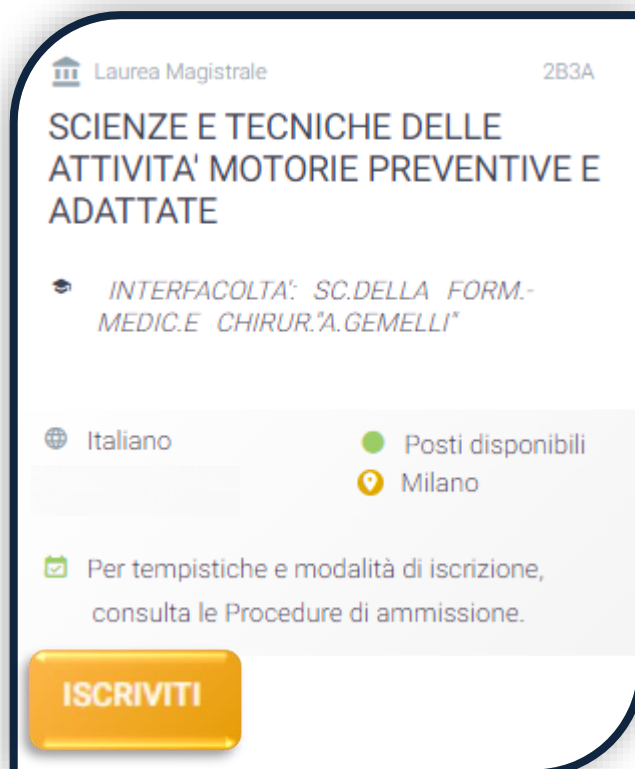 Laurea Magistrale 2B3A
SCIENZE E TECNICHE DELLE
ATTIVITA' MOTORIE PREVENTIVE E
ADATTATE
INTERFACOLTA': SC.DELLA FORM.-
MEDIC.E CHIRUR."A.GEMELLI"
Italiano
Posti disponibili
Milano
Per tempistiche e modalità di iscrizione,
consulta le Procedure di ammissione.
ISCRIVITI